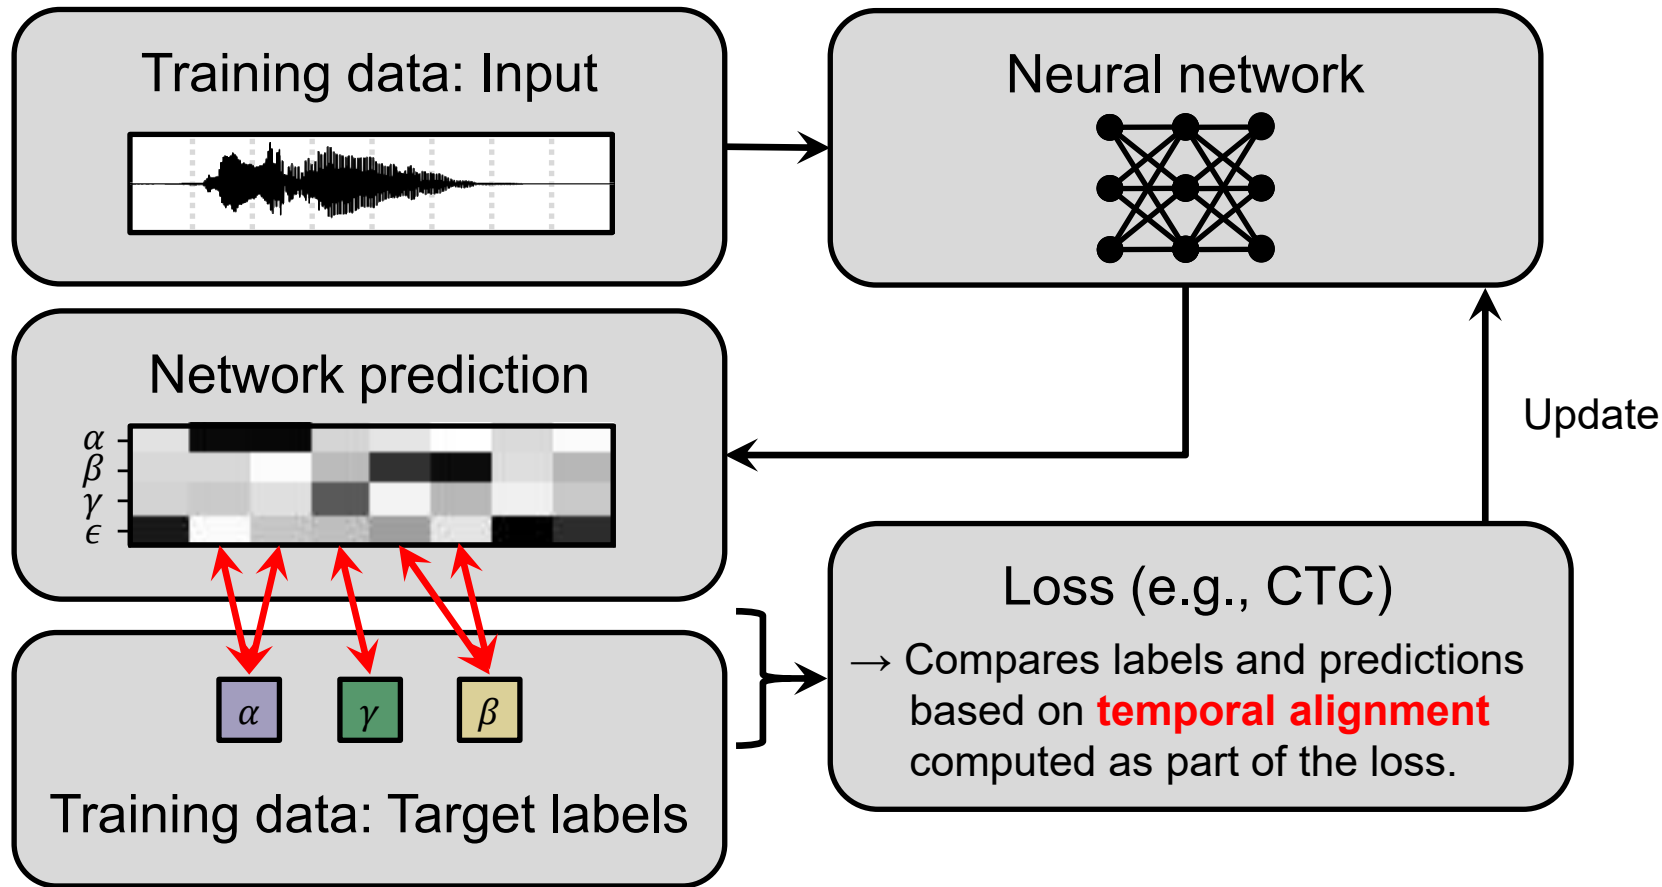 Training data: Input
Neural network
Network prediction
α
β
γ
ϵ
Update
α
γ
β
Training data: Target labels
Loss (e.g., CTC)
→ Compares labels and predictions
based on temporal alignment
computed as part of the loss.